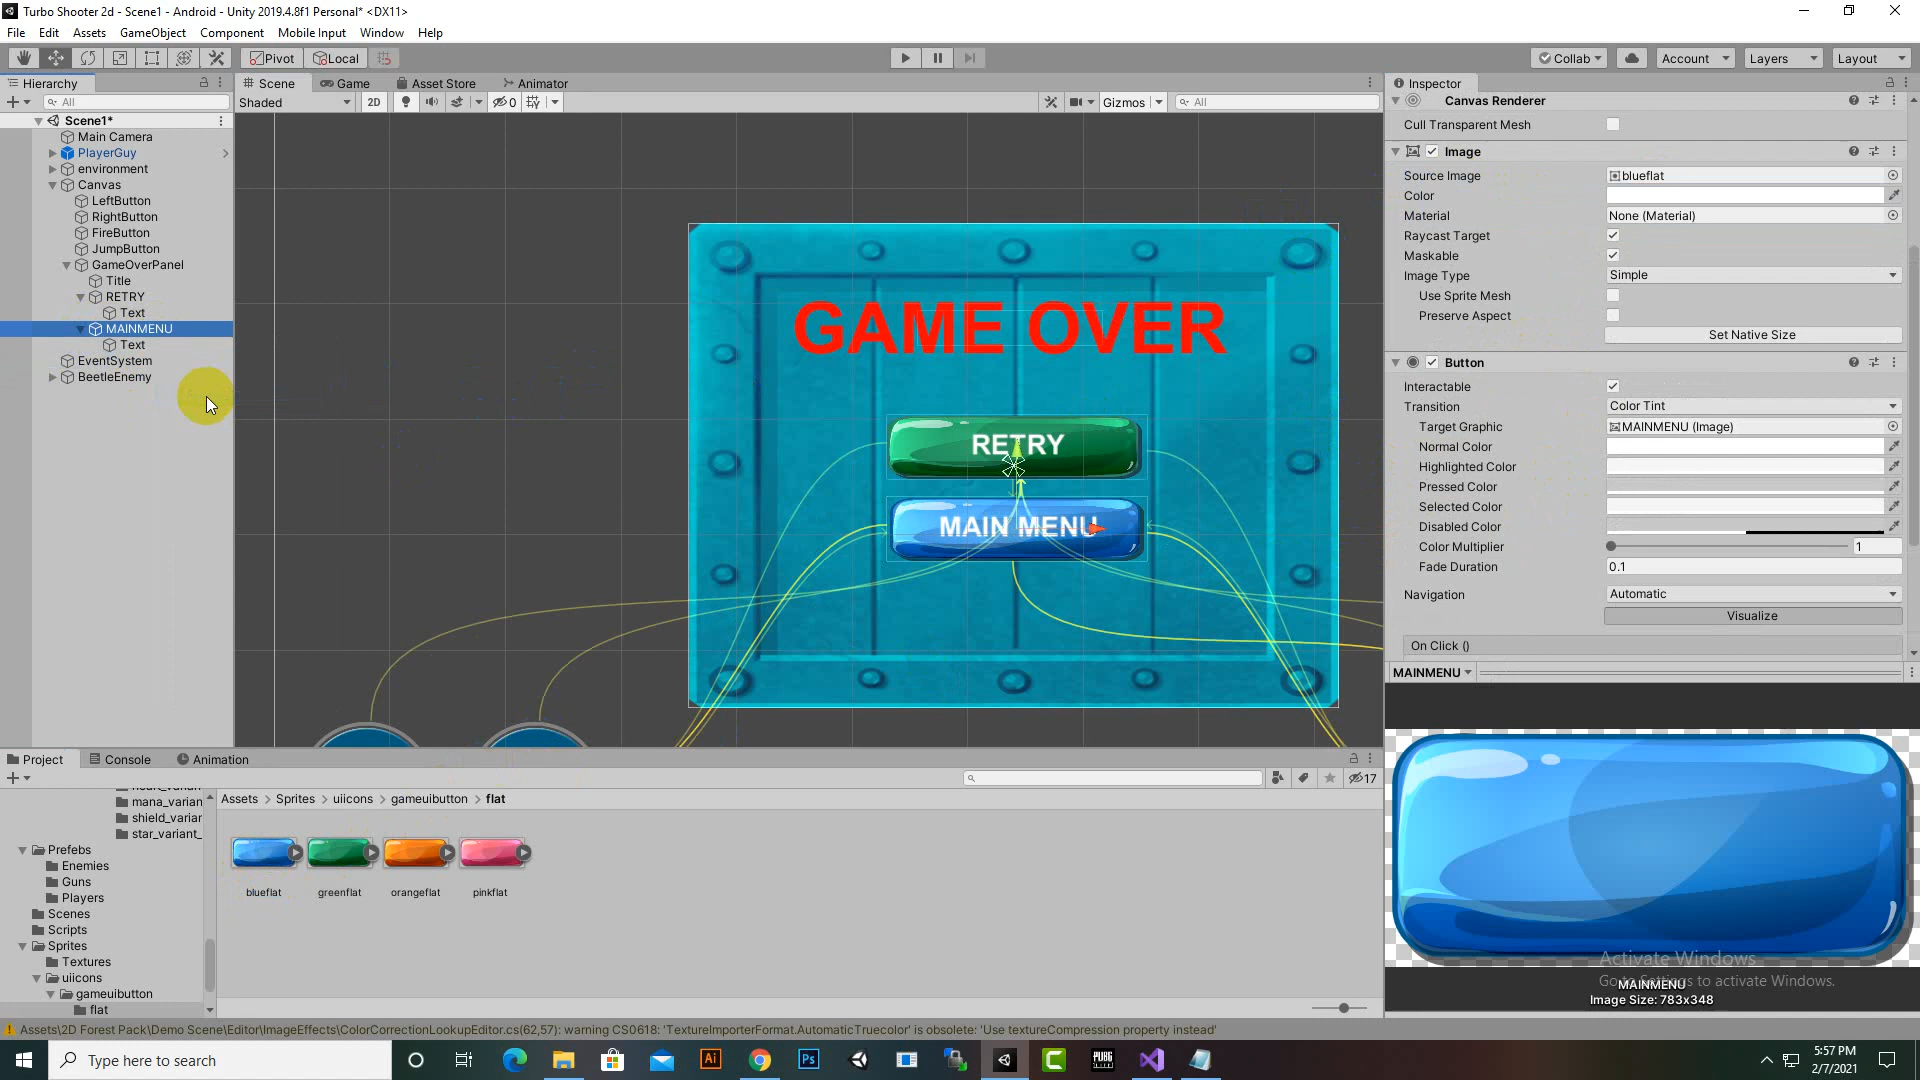 Turbo Shooter 2d - Scene1 - Android - Unity 2019.4.8f1 Personal* <DX11>
File Edit Assets GameObject Component Mobile Input Window Help
Pivot Local Collab Account Layers Layout
Hierarchy Scene Game Asset Store Animator Inspector
All Shaded 2D 0 Gizmos All
Scene1*
Main Camera
PlayerGuy
environment
Canvas
LeftButton
RightButton
FireButton
JumpButton
GameOverPanel
Title
RETRY
Text
MAINMENU
Text
EventSystem
BeetleEnemy
GAME OVER
RETRY
MAIN MENU
Canvas Renderer
Cull Transparent Mesh
Image
Source Image blueflat
Color
Material None (Material)
Raycast Target
Maskable
Image Type Simple
Use Sprite Mesh
Preserve Aspect
Set Native Size
Button
Interactable
Transition Color Tint
Target Graphic MAINMENU (Image)
Normal Color
Highlighted Color
Pressed Color
Selected Color
Disabled Color
Color Multiplier 1
Fade Duration 0.1
Navigation Automatic
Visualize
On Click ()
MAINMENU
Project Console Animation
17
mana_varian
shield_variar
star_variant_
Prefebs
Enemies
Guns
Players
Scenes
Scripts
Sprites
Textures
uiicons
gameuibutton
flat
Assets > Sprites > uiicons > gameuibutton > flat
blueflat greenflat orangeflat pinkflat
Activate Windows
Go to Settings to activate Windows.
MAINMENU
Image Size: 783x348
Assets\2D Forest Pack\Demo Scene\Editor\ImageEffects\ColorCorrectionLookupEditor.cs(62,57): warning CS0618: 'TextureImporterFormat.AutomaticTruecolor' is obsolete: 'Use textureCompression property instead'
Type here to search
Ai
Ps
PUBG
5:57 PM
2/7/2021